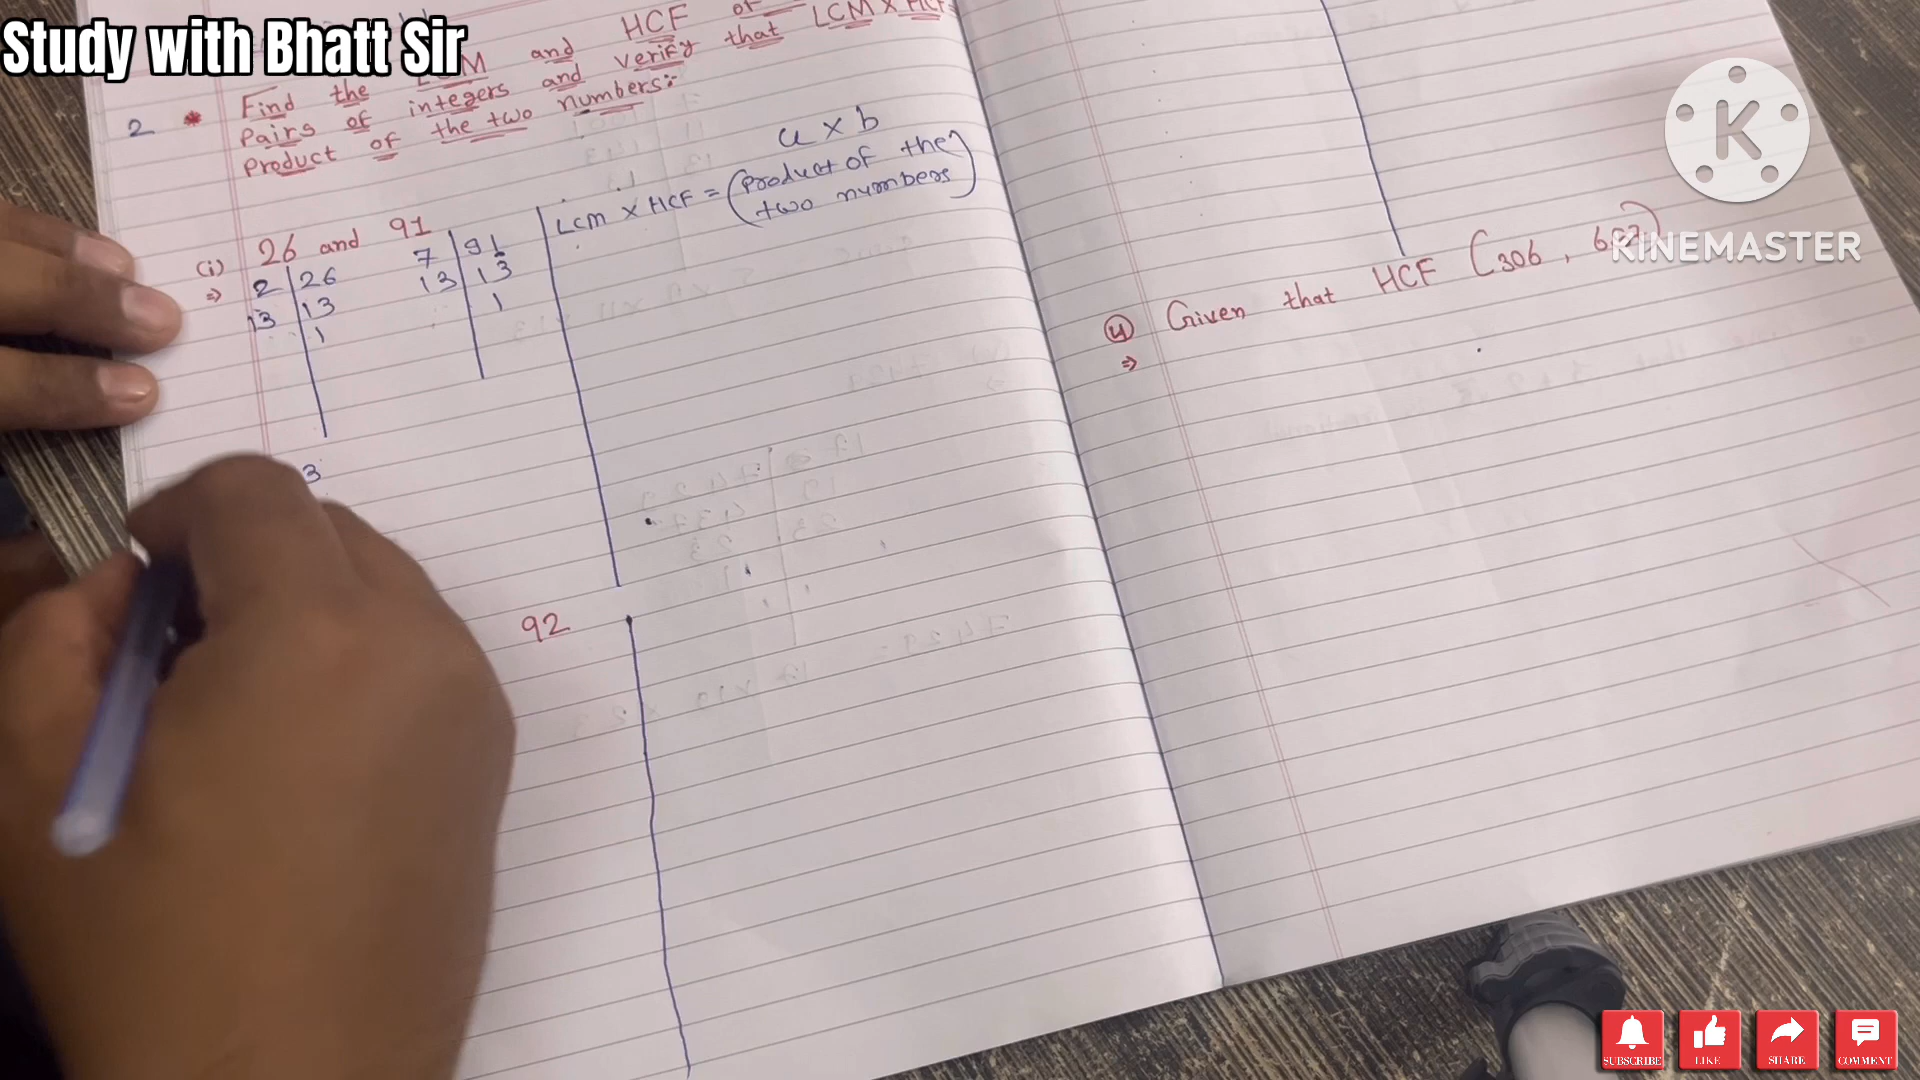 Study with Bhatt Sir
2 * Find the LCM and HCF of
Pairs of integers and verify that LCM x HCF =
product of the two numbers:-
a x b
LCM x HCF = (product of the
two numbers)
(i) 26 and 91
⇒ 2 26 7 91
13 13 13 13
1 1
3
92
KINEMASTER
(4) Given that HCF (306, 657)
⇒
SUBSCRIBE LIKE SHARE COMMENT